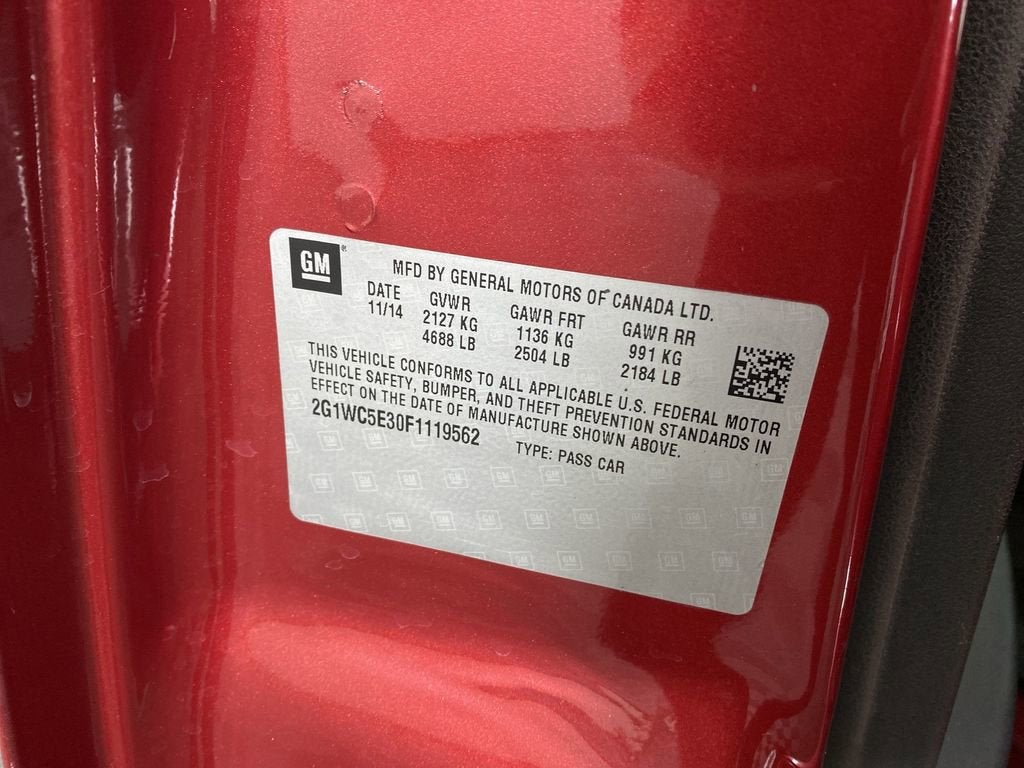 GM
MFD BY GENERAL MOTORS OF CANADA LTD.
DATE GVWR GAWR FRT GAWR RR
11/14 2127 KG 1136 KG 991 KG
4688 LB 2504 LB 2184 LB
THIS VEHICLE CONFORMS TO ALL APPLICABLE U.S. FEDERAL MOTOR
VEHICLE SAFETY, BUMPER, AND THEFT PREVENTION STANDARDS IN
EFFECT ON THE DATE OF MANUFACTURE SHOWN ABOVE.
2G1WC5E30F1119562 TYPE: PASS CAR